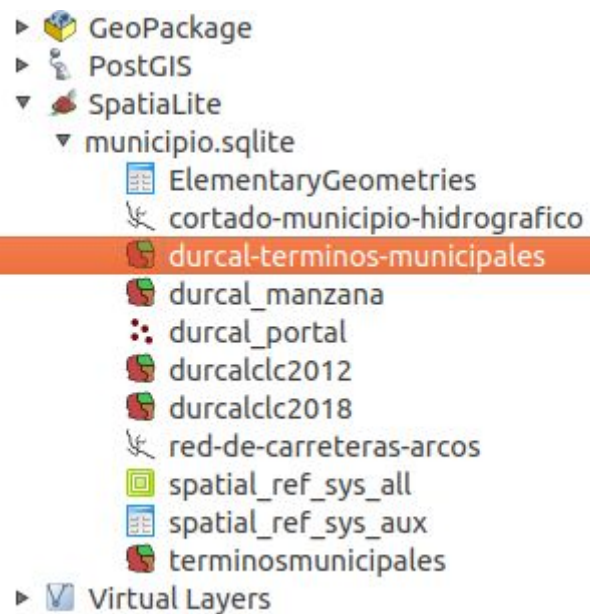 GeoPackage
PostGIS
SpatiaLite
municipio.sqlite
ElementaryGeometries
cortado-municipio-hidrografico
durcal-terminos-municipales
durcal_manzana
durcal_portal
durcalclc2012
durcalclc2018
red-de-carreteras-arcos
spatial_ref_sys_all
spatial_ref_sys_aux
terminosmunicipales
Virtual Layers